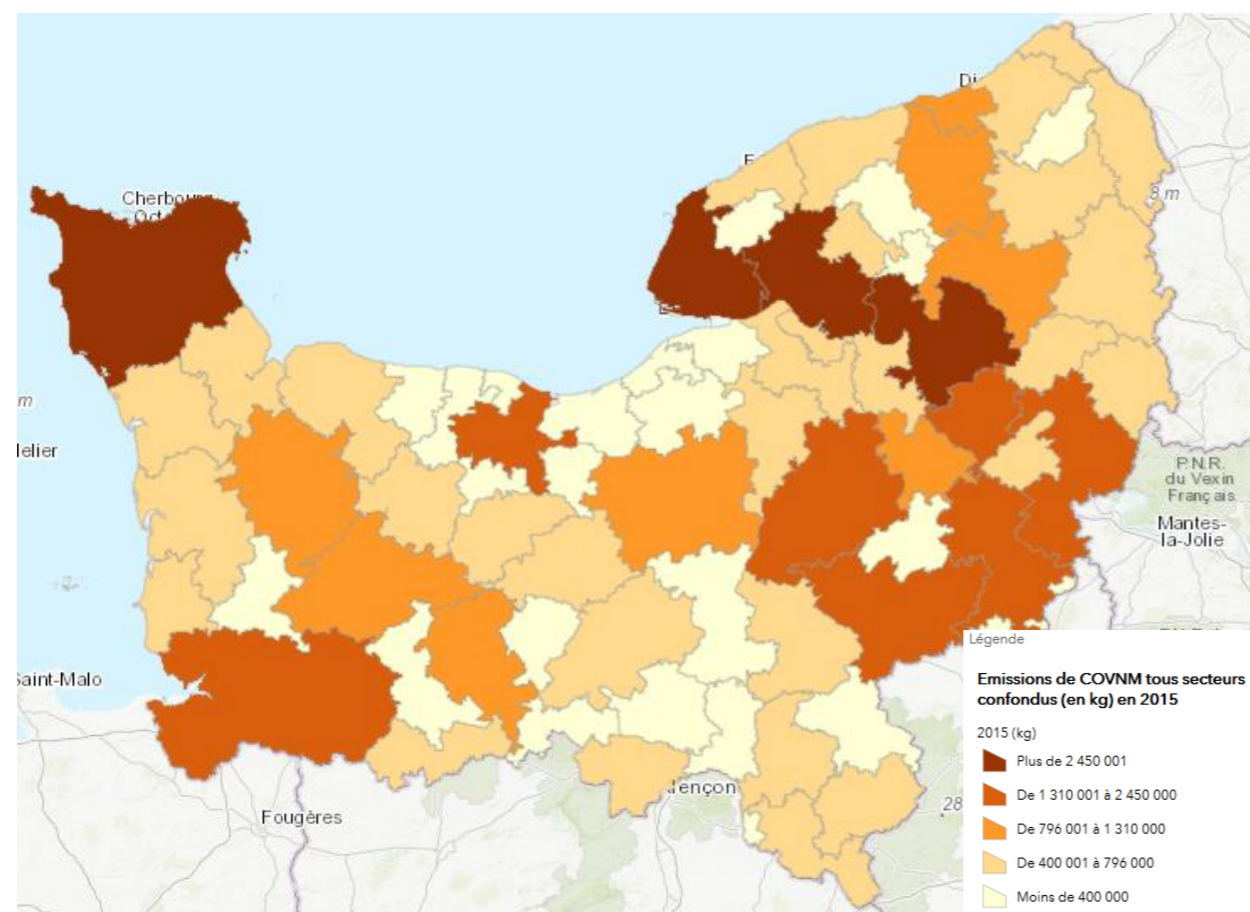 Cherbourg-
Octe
m
lelier
Saint-Malo
Fougères
lençon
28
8 m
P.N.R.
du Vexin
Français
Mantes-
la-Jolie
Légende
Emissions de COVNM tous secteurs
confondus (en kg) en 2015
2015 (kg)
Plus de 2 450 001
De 1 310 001 à 2 450 000
De 796 001 à 1 310 000
De 400 001 à 796 000
Moins de 400 000